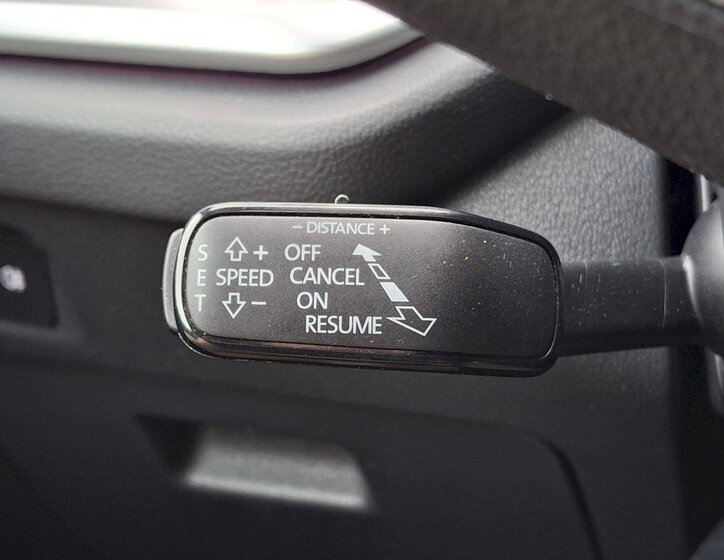 − DISTANCE +
S + OFF
E SPEED CANCEL
T − ON
RESUME